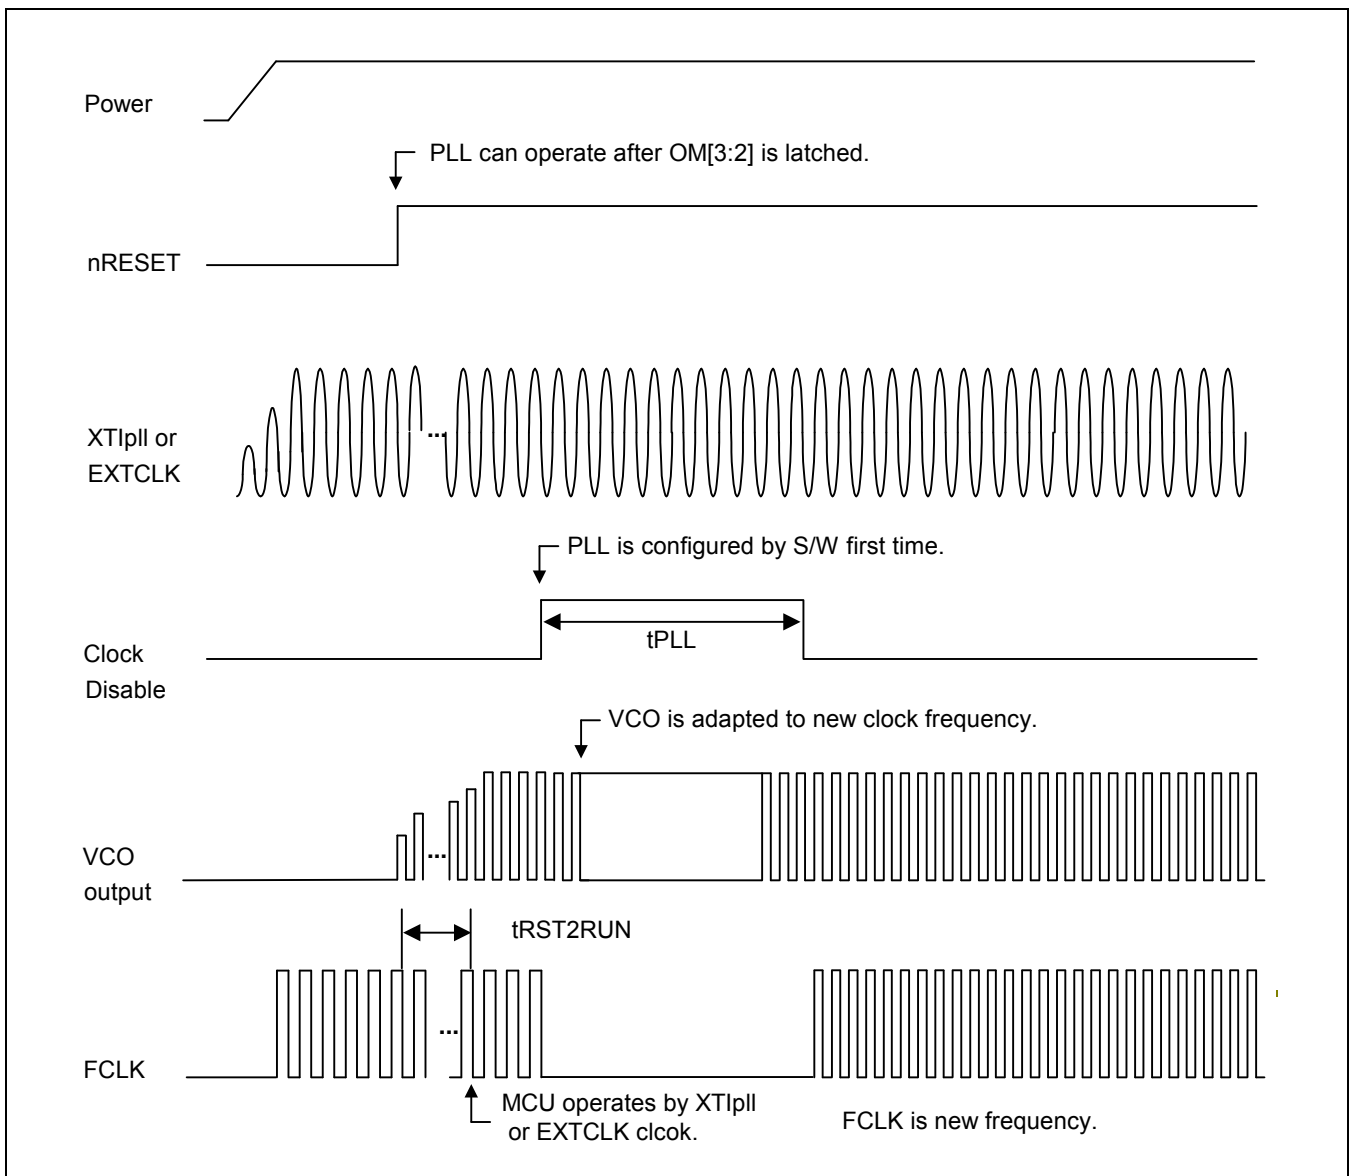 Power
PLL can operate after OM[3:2] is latched.
nRESET
XTIpll or
EXTCLK
...
PLL is configured by S/W first time.
tPLL
Clock
Disable
VCO is adapted to new clock frequency.
VCO
output
...
tRST2RUN
...
FCLK
MCU operates by XTIpll
or EXTCLK clcok.
FCLK is new frequency.